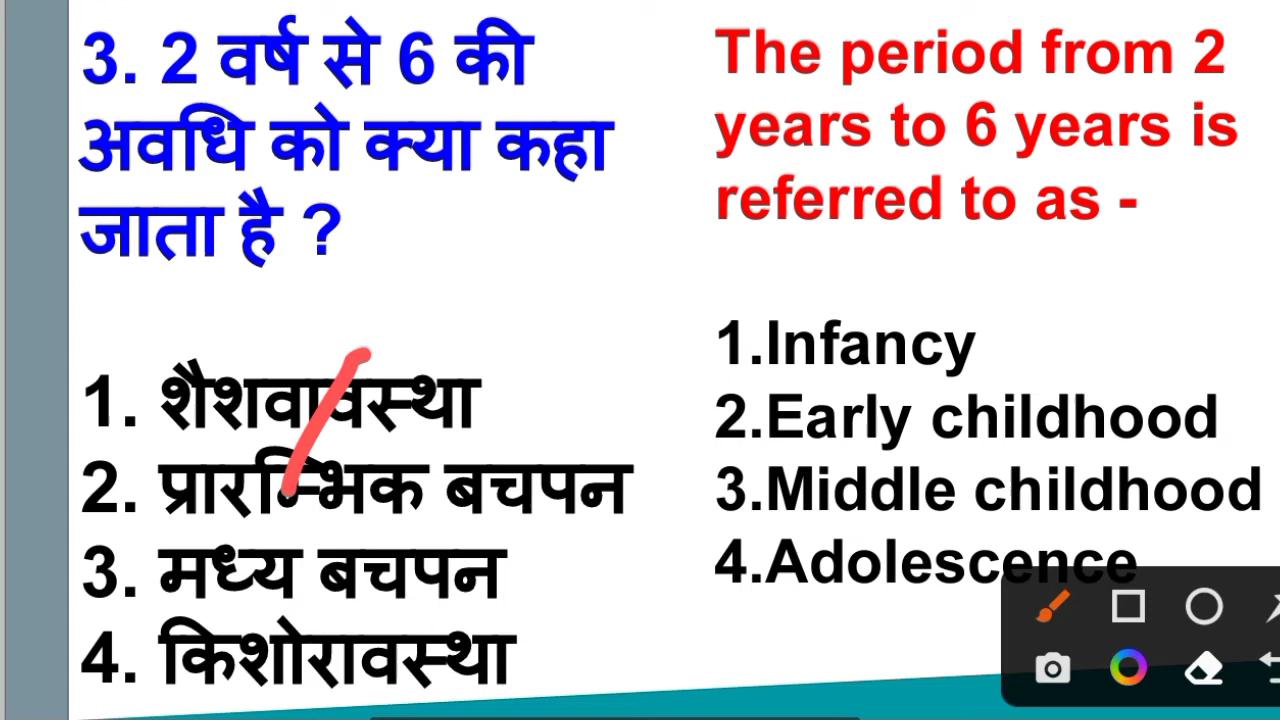 3. 2 वर्ष से 6 की
अवधि को क्या कहा
जाता है ?
1. शैशवावस्था
2. प्रारम्भिक बचपन
3. मध्य बचपन
4. किशोरावस्था
The period from 2
years to 6 years is
referred to as -
1.Infancy
2.Early childhood
3.Middle childhood
4.Adolescence